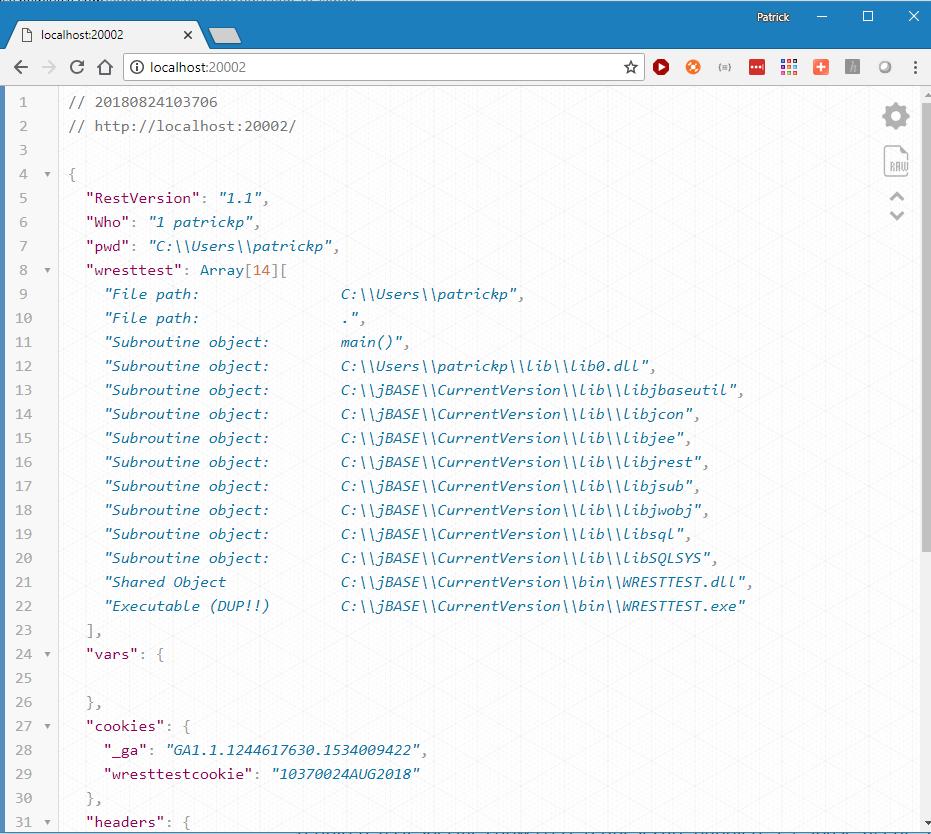 Patrick
localhost:20002
localhost:20002
1 // 20180824103706
2 // http://localhost:20002/
3
4 {
5 "RestVersion": "1.1",
6 "Who": "1 patrickp",
7 "pwd": "C:\\Users\\patrickp",
8 "wresttest": Array[14][
9 "File path: C:\\Users\\patrickp",
10 "File path: .",
11 "Subroutine object: main()",
12 "Subroutine object: C:\\Users\\patrickp\\lib\\lib0.dll",
13 "Subroutine object: C:\\jBASE\\CurrentVersion\\lib\\libjbaseutil",
14 "Subroutine object: C:\\jBASE\\CurrentVersion\\lib\\libjcon",
15 "Subroutine object: C:\\jBASE\\CurrentVersion\\lib\\libjee",
16 "Subroutine object: C:\\jBASE\\CurrentVersion\\lib\\libjrest",
17 "Subroutine object: C:\\jBASE\\CurrentVersion\\lib\\libjsub",
18 "Subroutine object: C:\\jBASE\\CurrentVersion\\lib\\libjwobj",
19 "Subroutine object: C:\\jBASE\\CurrentVersion\\lib\\libsql",
20 "Subroutine object: C:\\jBASE\\CurrentVersion\\lib\\libSQLSYS",
21 "Shared Object C:\\jBASE\\CurrentVersion\\bin\\WRESTTEST.dll",
22 "Executable (DUP!!) C:\\jBASE\\CurrentVersion\\bin\\WRESTTEST.exe"
23 ],
24 "vars": {
25
26 },
27 "cookies": {
28 "_ga": "GA1.1.1244617630.1534009422",
29 "wresttestcookie": "10370024AUG2018"
30 },
31 "headers": {
RAW